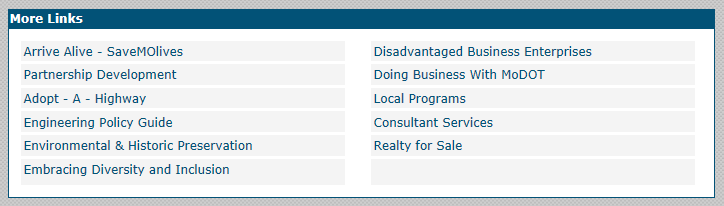 More Links
Arrive Alive - SaveMOlives
Partnership Development
Adopt - A - Highway
Engineering Policy Guide
Environmental & Historic Preservation
Embracing Diversity and Inclusion
Disadvantaged Business Enterprises
Doing Business With MoDOT
Local Programs
Consultant Services
Realty for Sale